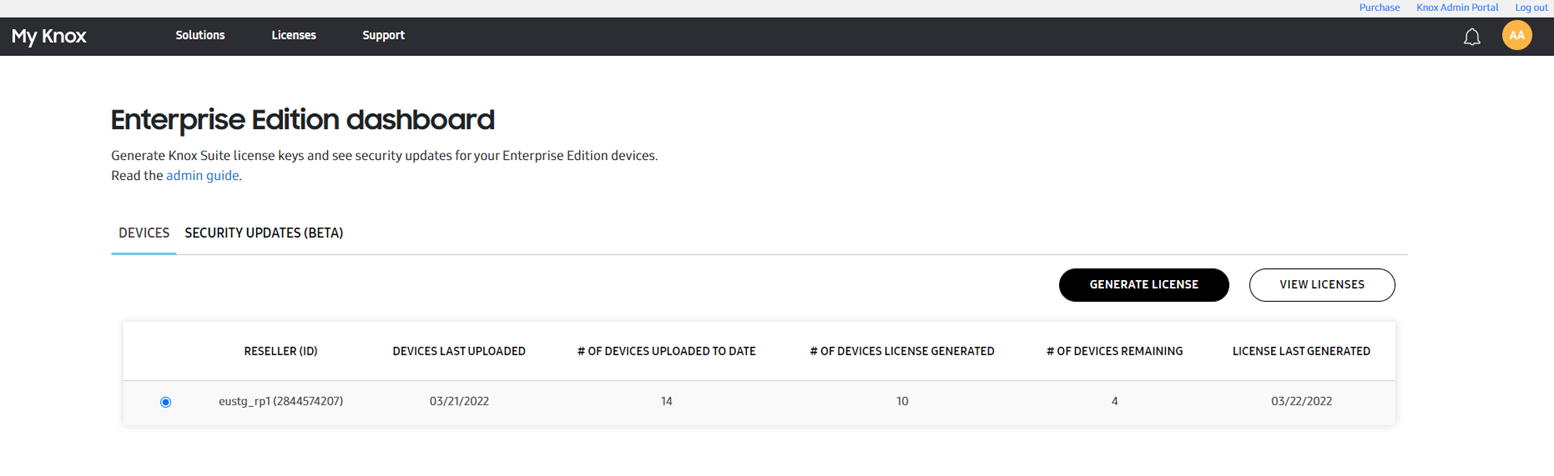 Purchase Knox Admin Portal Log out
My Knox Solutions Licenses Support AA
Enterprise Edition dashboard
Generate Knox Suite license keys and see security updates for your Enterprise Edition devices.
Read the admin guide.
DEVICES SECURITY UPDATES (BETA)
GENERATE LICENSE VIEW LICENSES
RESELLER (ID) DEVICES LAST UPLOADED # OF DEVICES UPLOADED TO DATE # OF DEVICES LICENSE GENERATED # OF DEVICES REMAINING LICENSE LAST GENERATED
eustg_rp1 (2844574207) 03/21/2022 14 10 4 03/22/2022